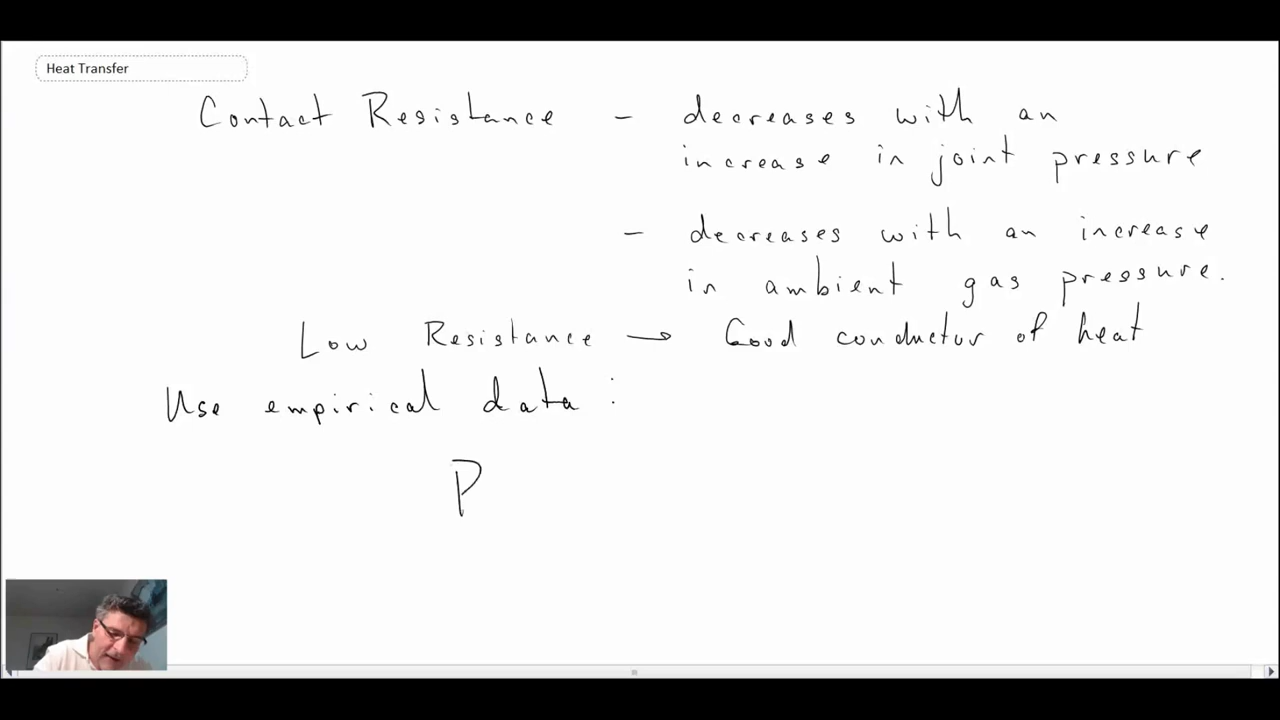 Heat Transfer
Contact Resistance - decreases with an
increase in joint pressure
- decreases with an increase
in ambient gas pressure.
Low Resistance → Good conductor of heat
Use empirical data :
P